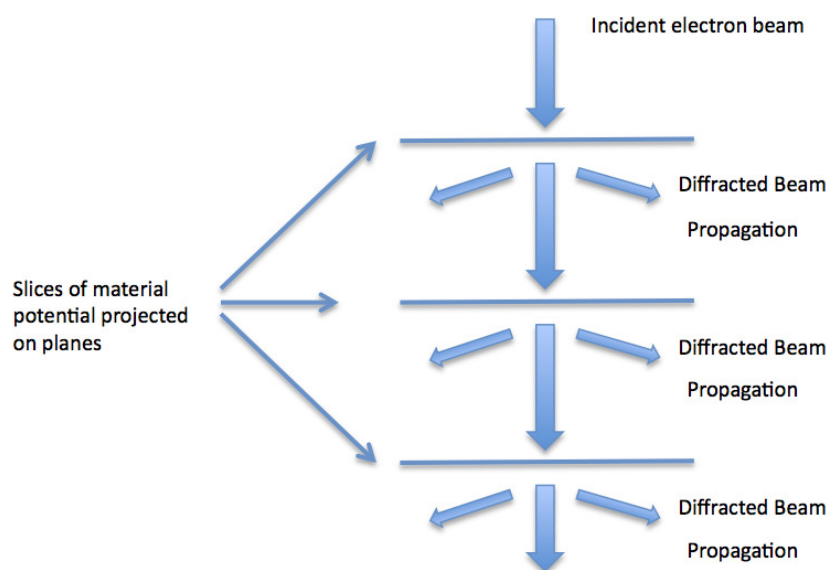 Incident electron beam
Diffracted Beam
Propagation
Slices of material
potential projected
on planes
Diffracted Beam
Propagation
Diffracted Beam
Propagation